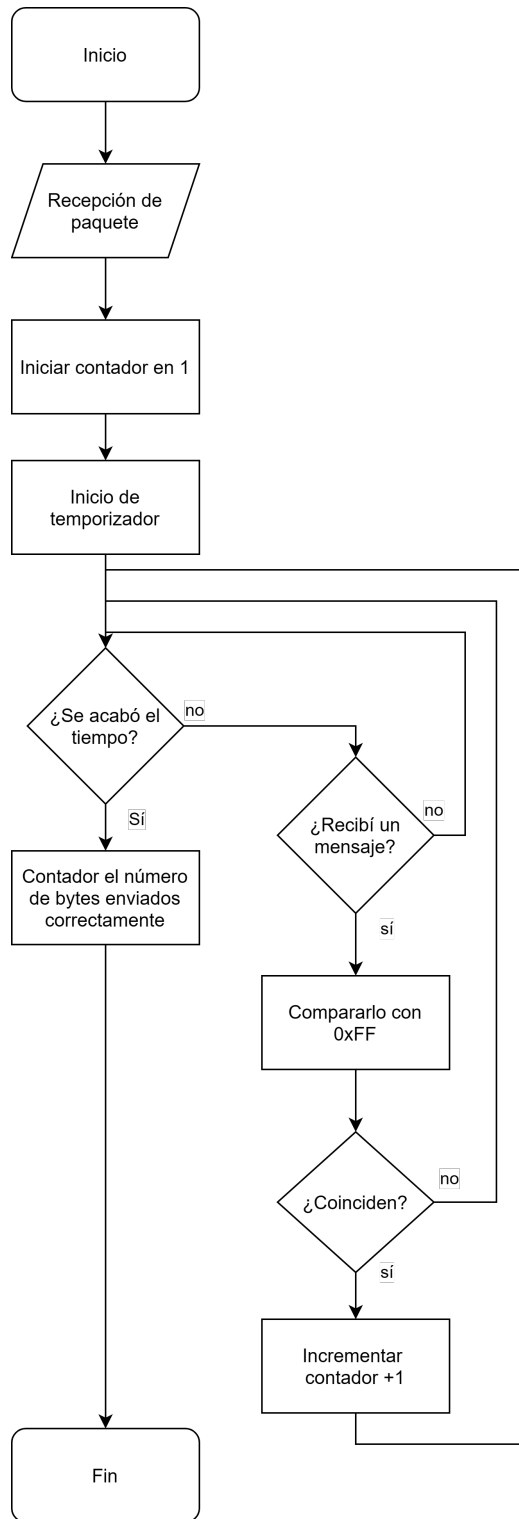 Inicio
Recepción de
paquete
Iniciar contador en 1
Inicio de
temporizador
¿Se acabó el
tiempo?
no
Sí
¿Recibí un
mensaje?
no
sí
Contador el número
de bytes enviados
correctamente
Compararlo con
0xFF
¿Coinciden?
no
sí
Incrementar
contador +1
Fin